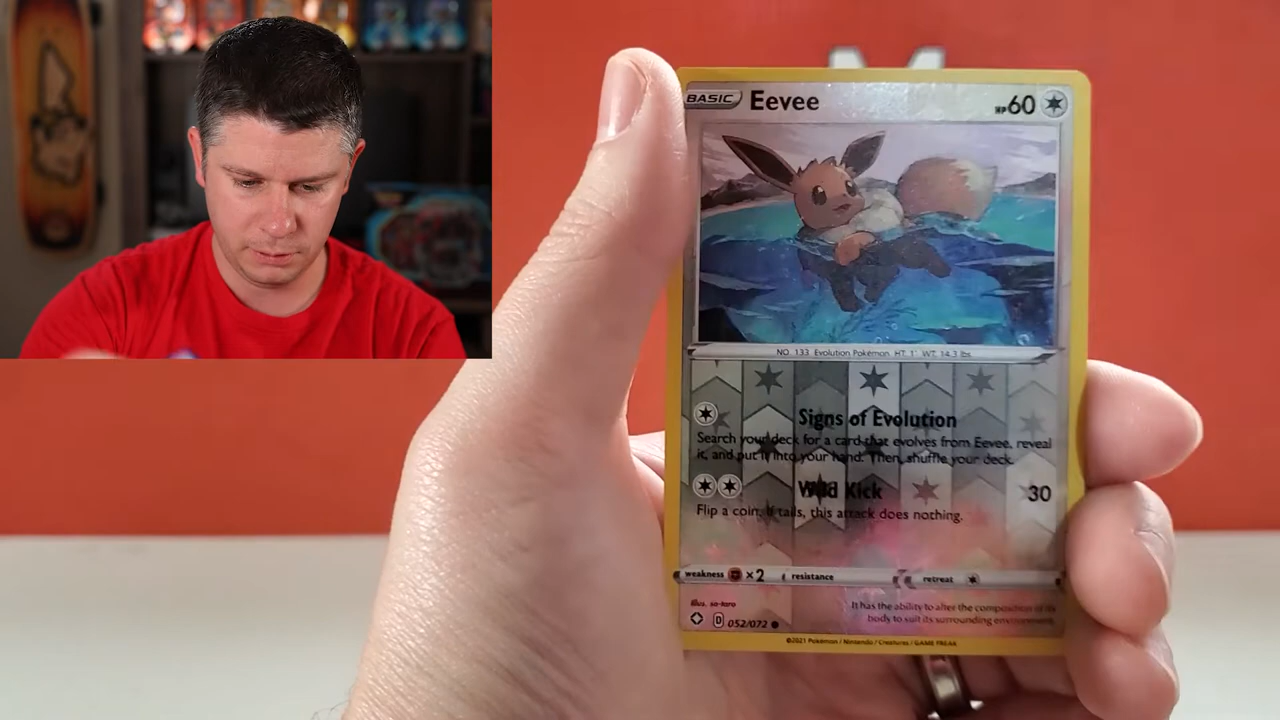 BASIC Eevee HP60
NO. 133 Evolution Pokémon HT. 1' WT. 14.3 lbs.
Signs of Evolution
Search your deck for a card that evolves from Eevee, reveal
it, and put it into your hand. Then, shuffle your deck.
Wild Kick 30
Flip a coin. If tails, this attack does nothing.
weakness ×2 resistance retreat
illus. so-taro
It has the ability to alter the composition of its
body to suit its surrounding environment.
D 052/072
©2021 Pokémon / Nintendo / Creatures / GAME FREAK